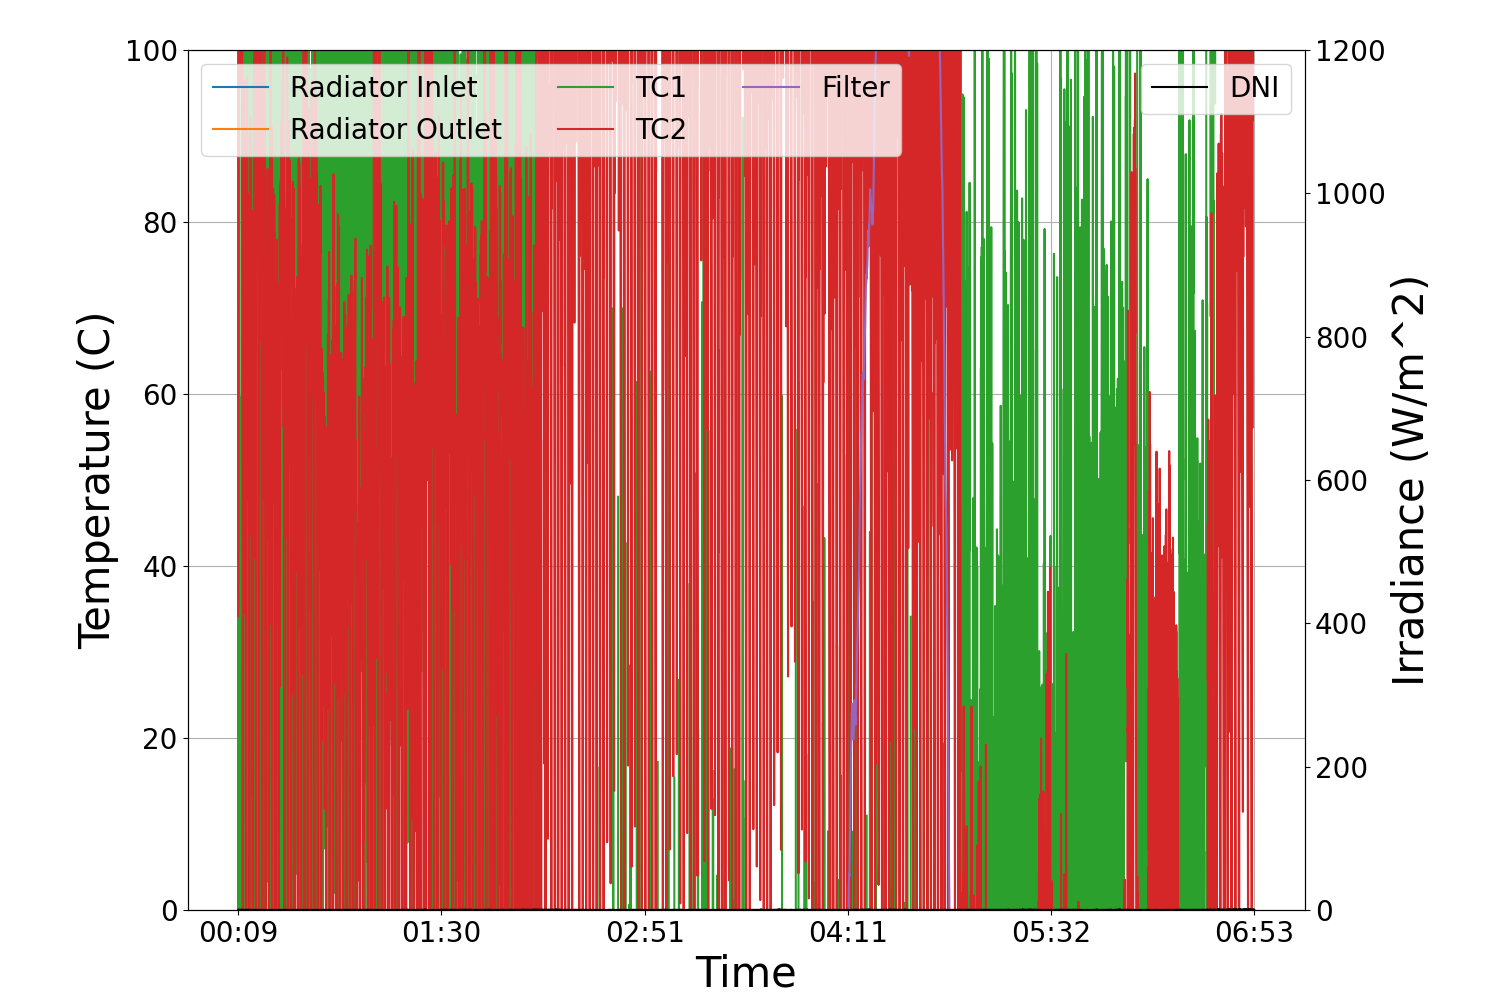 100
80
60
40
20
0
Temperature (C)
Radiator Inlet
Radiator Outlet
TC1
TC2
Filter
DNI
1200
1000
800
600
400
200
0
Irradiance (W/m^2)
00:09
01:30
02:51
04:11
05:32
06:53
Time